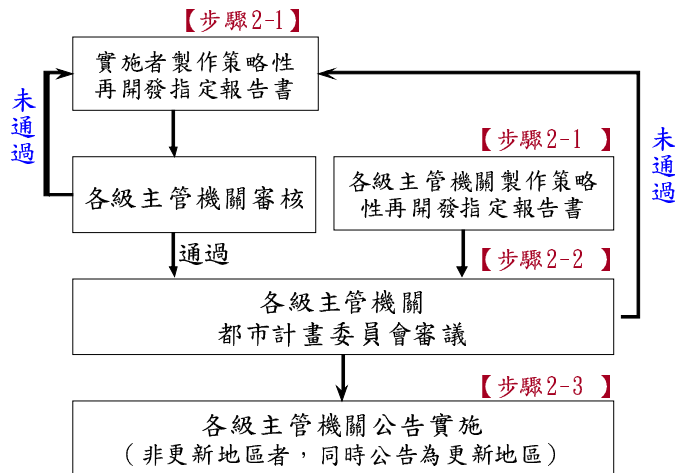 【步驟2-1】
實施者製作策略性
再開發指定報告書
未通過
未通過
【步驟2-1 】
各級主管機關審核
各級主管機關製作策略
性再開發指定報告書
通過
【步驟2-2 】
各級主管機關
都市計畫委員會審議
【步驟2-3 】
各級主管機關公告實施
(非更新地區者，同時公告為更新地區)